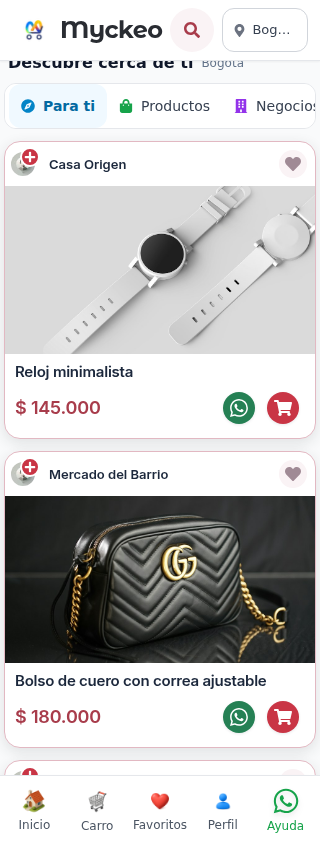 Myckeo
Bog...
Descubre cerca de ti Bogotá
Para ti Productos Negocios
Casa Origen
Reloj minimalista
$ 145.000
Mercado del Barrio
Bolso de cuero con correa ajustable
$ 180.000
Inicio Carro Favoritos Perfil Ayuda